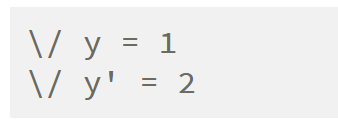 \/ y = 1
\/ y' = 2